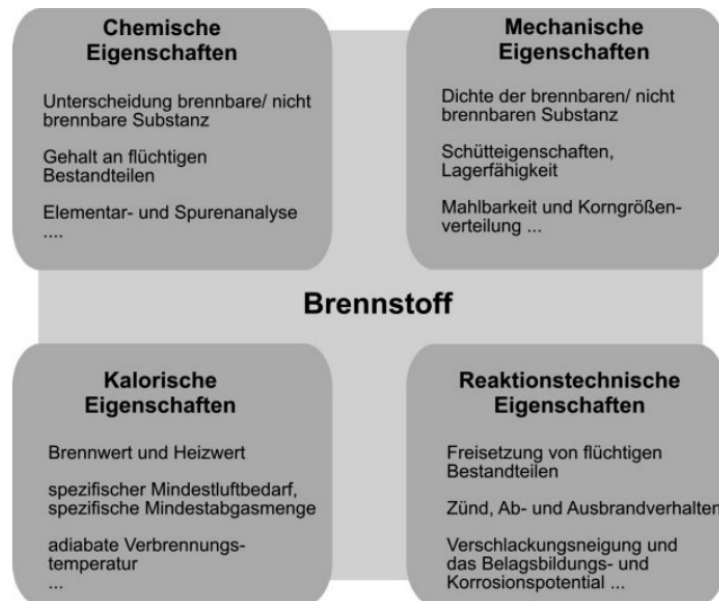 Chemische
Eigenschaften
Unterscheidung brennbare/ nicht
brennbare Substanz
Gehalt an flüchtigen
Bestandteilen
Elementar- und Spurenanalyse
....
Mechanische
Eigenschaften
Dichte der brennbaren/ nicht
brennbaren Substanz
Schütteigenschaften,
Lagerfähigkeit
Mahlbarkeit und Korngrößen-
verteilung ...
Brennstoff
Kalorische
Eigenschaften
Brennwert und Heizwert
spezifischer Mindestluftbedarf,
spezifische Mindestabgasmenge
adiabate Verbrennungs-
temperatur
...
Reaktionstechnische
Eigenschaften
Freisetzung von flüchtigen
Bestandteilen
Zünd, Ab- und Ausbrandverhalten
Verschlackungsneigung und
das Belagsbildungs- und
Korrosionspotential ...